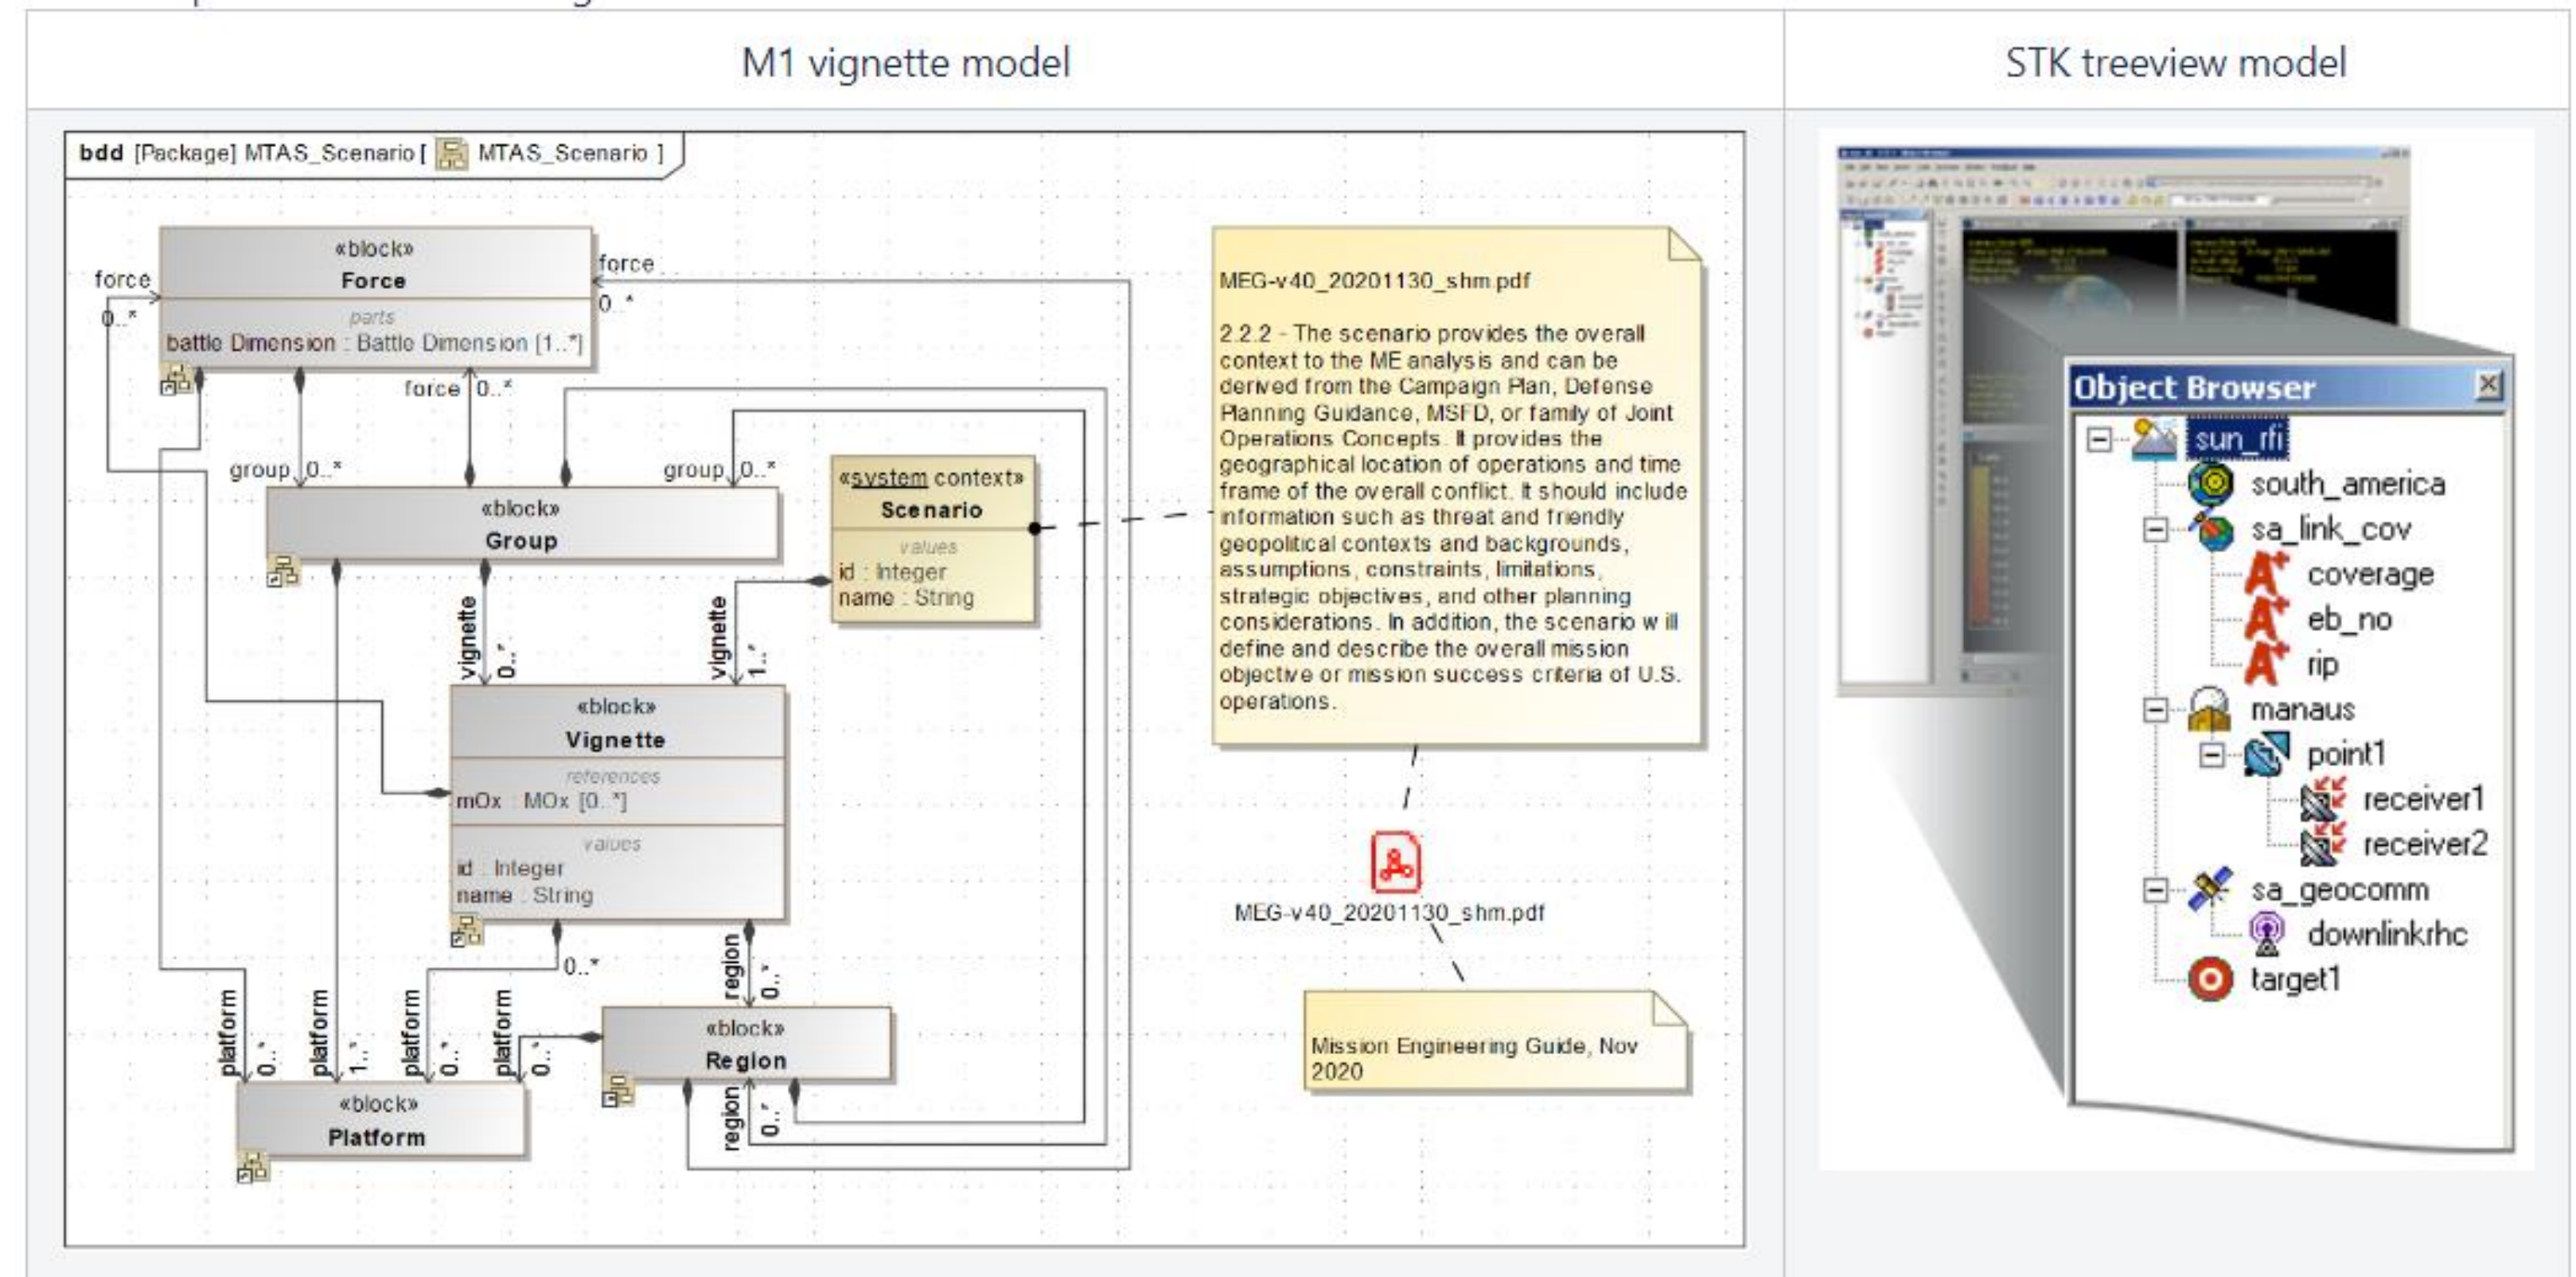 M1 vignette model
STK treeview model
bdd [Package] MTAS_Scenario [ MTAS_Scenario ]
«block»
Force
parts
battle Dimension : Battle Dimension [1..*]
force
0..*
force
0..*
force 0..*
group 0..*
group 0..*
«block»
Group
«system context»
Scenario
values
id : Integer
name : String
vignette
0..*
vignette
1..*
«block»
Vignette
references
mOx : MOx [0..*]
values
id : Integer
name : String
0..*
region
0..*
platform
0..*
platform
1..*
platform
0..*
platform
0..*
«block»
Region
region
0..*
«block»
Platform
MEG-v40_20201130_shm.pdf
2.2.2 - The scenario provides the overall
context to the ME analysis and can be
derived from the Campaign Plan, Defense
Planning Guidance, MSFD, or family of Joint
Operations Concepts. It provides the
geographical location of operations and time
frame of the overall conflict. It should include
information such as threat and friendly
geopolitical contexts and backgrounds,
assumptions, constraints, limitations,
strategic objectives, and other planning
considerations. In addition, the scenario will
define and describe the overall mission
objective or mission success criteria of U.S.
operations.
MEG-v40_20201130_shm.pdf
Mission Engineering Guide, Nov
2020
Object Browser
sun_rfi
south_america
sa_link_cov
coverage
eb_no
rip
manaus
point1
receiver1
receiver2
sa_geocomm
downlinkrhc
target1